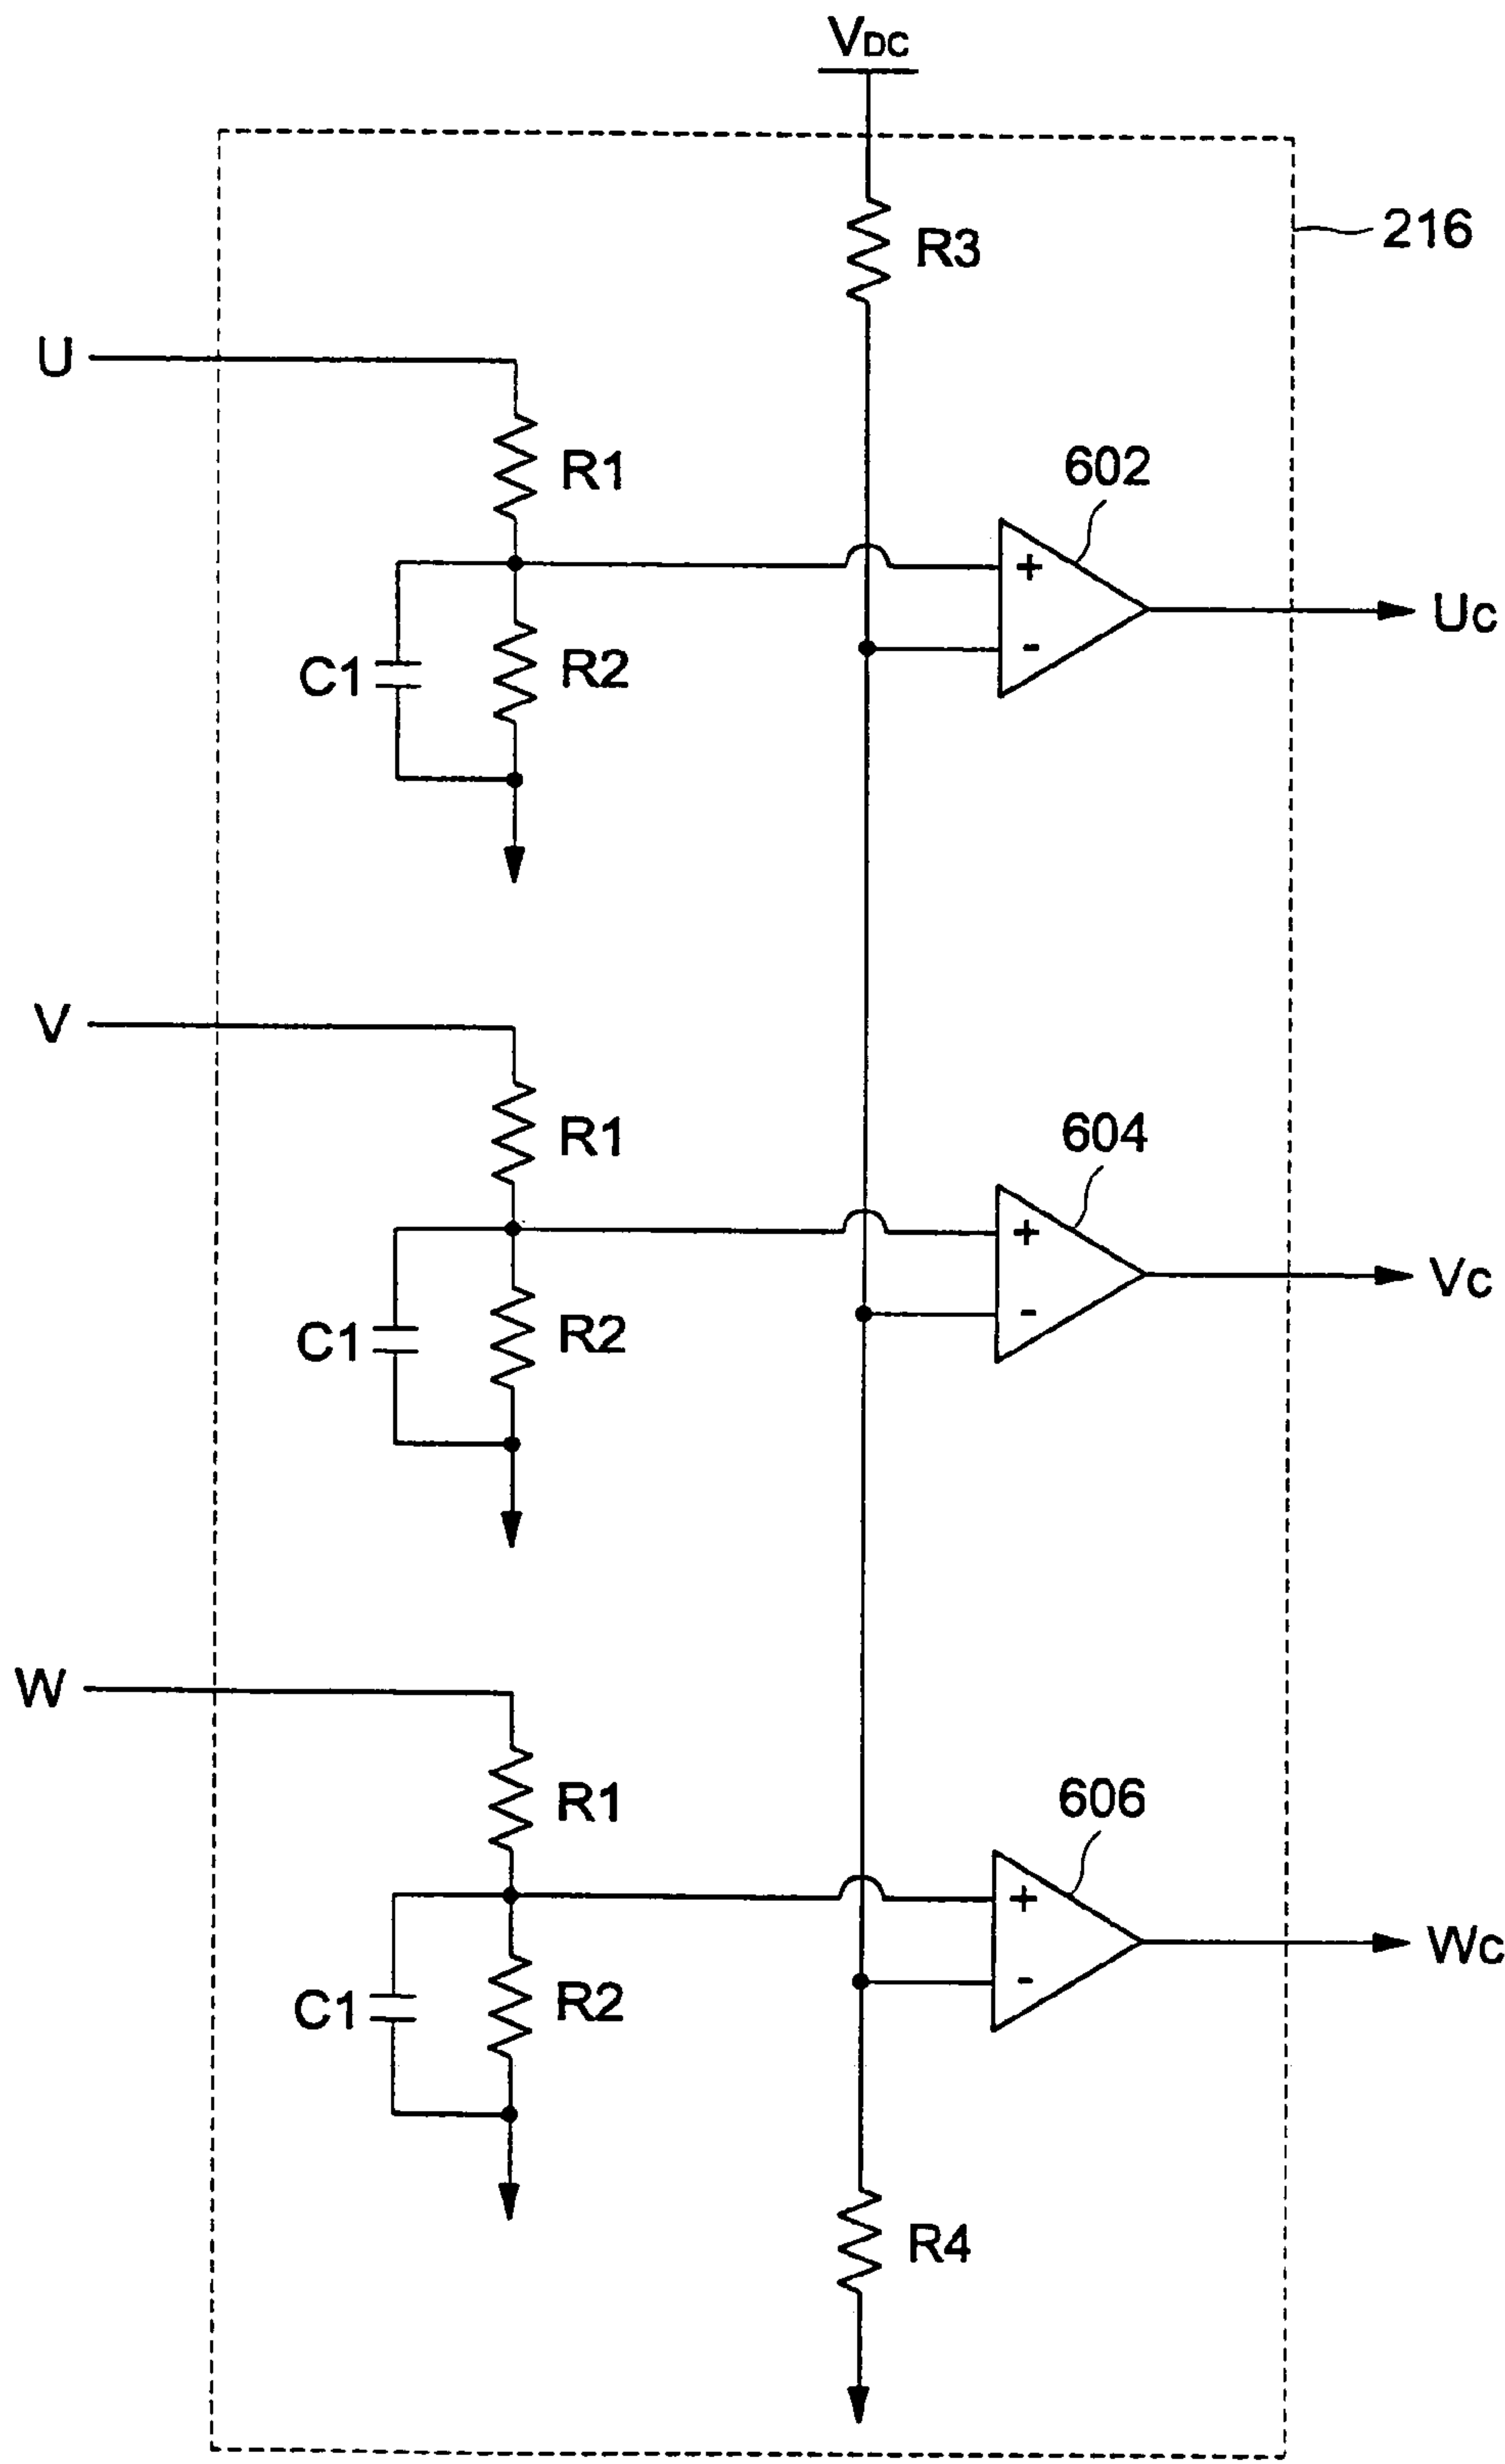 VDC
216
R3
U
R1
602
+
Uc
-
C1
R2
V
R1
604
+
Vc
-
C1
R2
W
R1
606
+
Wc
-
C1
R2
R4